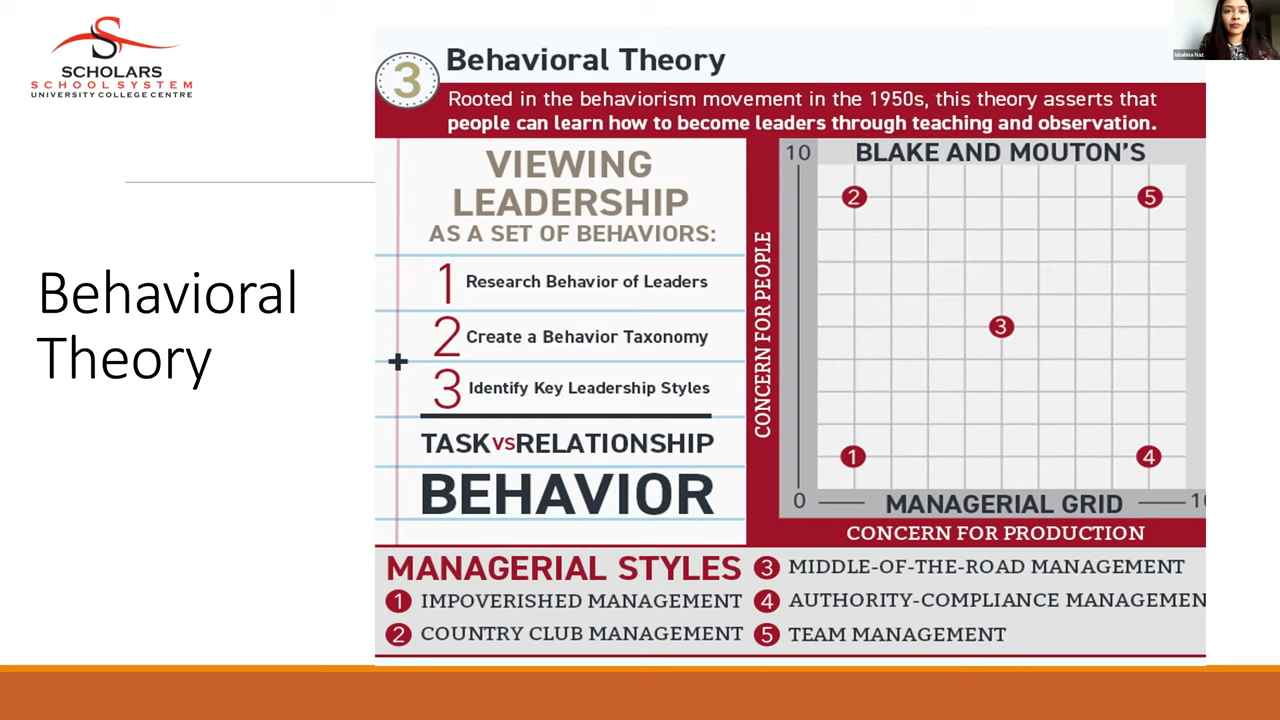 S
SCHOLARS
SCHOOL SYSTEM
UNIVERSITY COLLEGE CENTRE
Behavioral
Theory
3
Behavioral Theory
Rooted in the behaviorism movement in the 1950s, this theory asserts that
people can learn how to become leaders through teaching and observation.
VIEWING
LEADERSHIP
AS A SET OF BEHAVIORS:
1 Research Behavior of Leaders
2 Create a Behavior Taxonomy
+
3 Identify Key Leadership Styles
TASK VS RELATIONSHIP
BEHAVIOR
CONCERN FOR PEOPLE
10 BLAKE AND MOUTON'S
2 5
3
1 4
0 MANAGERIAL GRID 10
CONCERN FOR PRODUCTION
MANAGERIAL STYLES
1 IMPOVERISHED MANAGEMENT
2 COUNTRY CLUB MANAGEMENT
3 MIDDLE-OF-THE-ROAD MANAGEMENT
4 AUTHORITY-COMPLIANCE MANAGEMEN
5 TEAM MANAGEMENT